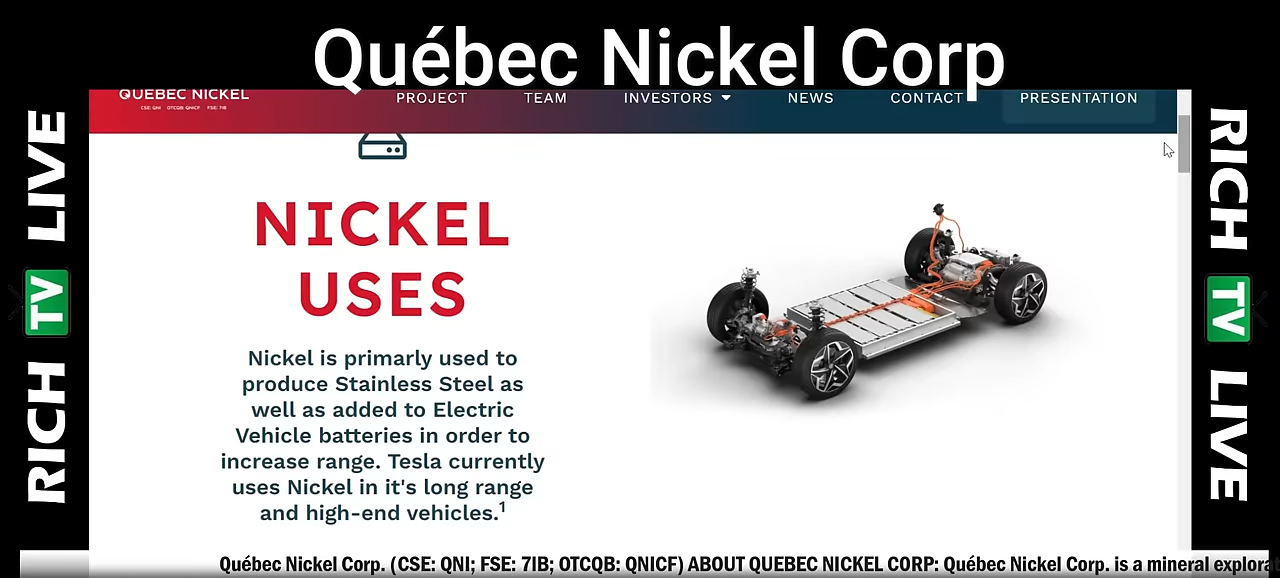 Québec Nickel Corp
QUEBEC NICKEL
CSE: QNI OTCQB: QNICF FSE: 7IB
PROJECT TEAM INVESTORS NEWS CONTACT PRESENTATION
RICH TV LIVE
RICH TV LIVE
NICKEL
USES
Nickel is primarly used to
produce Stainless Steel as
well as added to Electric
Vehicle batteries in order to
increase range. Tesla currently
uses Nickel in it's long range
and high-end vehicles.1
Québec Nickel Corp. (CSE: QNI; FSE: 7IB; OTCQB: QNICF) ABOUT QUEBEC NICKEL CORP: Québec Nickel Corp. is a mineral explora